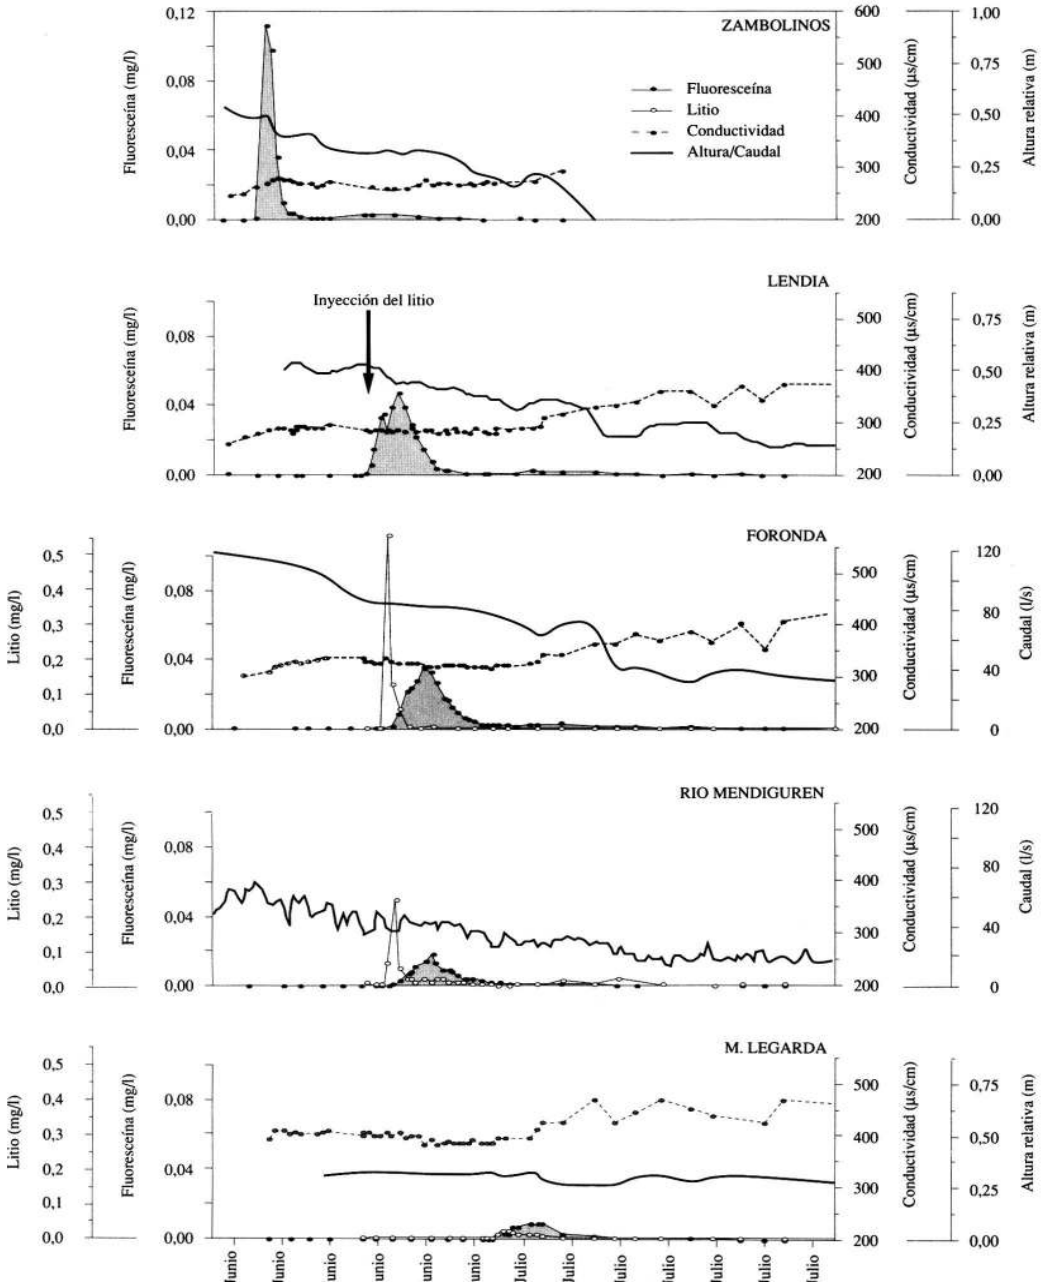 ZAMBOLINOS
Fluoresceína (mg/l)
0,12
0,08
0,04
0,00
Fluoresceína
Litio
Conductividad
Altura/Caudal
600
500
400
300
200
Conductividad (µs/cm)
1,00
0,75
0,50
0,25
0,00
Altura relativa (m)
LENDIA
Inyección del litio
Fluoresceína (mg/l)
0,08
0,04
0,00
500
400
300
200
Conductividad (µs/cm)
0,75
0,50
0,25
0,00
Altura relativa (m)
FORONDA
Litio (mg/l)
0,5
0,4
0,3
0,2
0,1
0,0
Fluoresceína (mg/l)
0,08
0,04
0,00
500
400
300
200
Conductividad (µs/cm)
120
80
40
0
Caudal (l/s)
RIO MENDIGUREN
Litio (mg/l)
0,5
0,4
0,3
0,2
0,1
0,0
Fluoresceína (mg/l)
0,08
0,04
0,00
500
400
300
200
Conductividad (µs/cm)
120
80
40
0
Caudal (l/s)
M. LEGARDA
Litio (mg/l)
0,5
0,4
0,3
0,2
0,1
0,0
Fluoresceína (mg/l)
0,08
0,04
0,00
500
400
300
200
Conductividad (µs/cm)
0,75
0,50
0,25
0,00
Altura relativa (m)
Junio
Junio
Junio
Junio
Junio
Junio
Julio
Julio
Julio
Julio
Julio
Julio
Julio